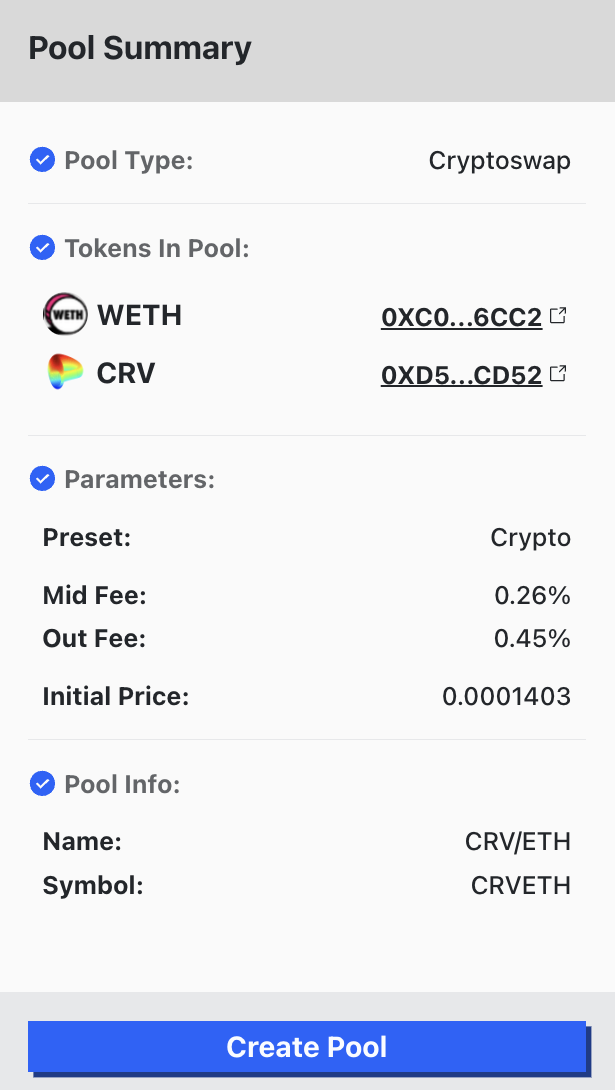 Pool Summary
Pool Type: Cryptoswap
Tokens In Pool:
WETH WETH 0XC0...6CC2
CRV 0XD5...CD52
Parameters:
Preset: Crypto
Mid Fee: 0.26%
Out Fee: 0.45%
Initial Price: 0.0001403
Pool Info:
Name: CRV/ETH
Symbol: CRVETH
Create Pool